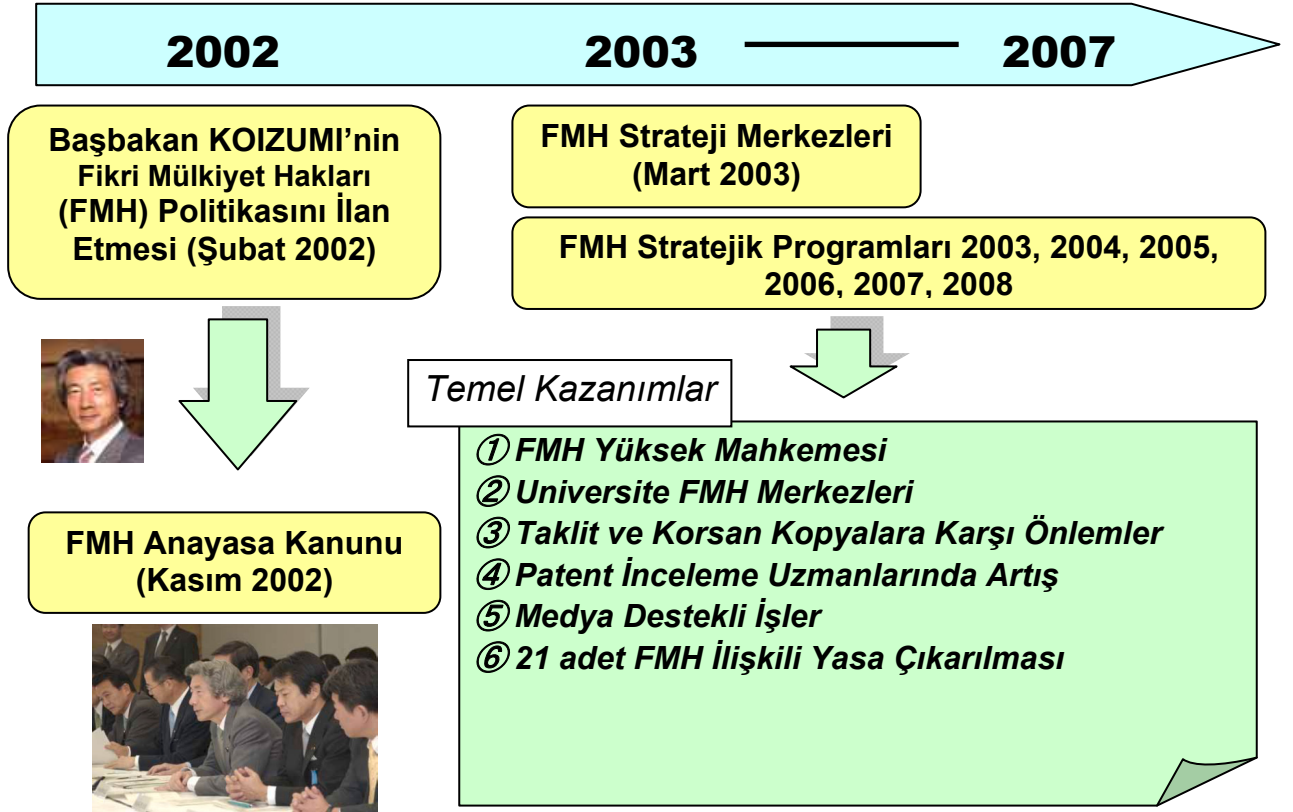 2002 2003 2007
Başbakan KOIZUMI’nin
Fikri Mülkiyet Hakları
(FMH) Politikasını İlan
Etmesi (Şubat 2002)
FMH Anayasa Kanunu
(Kasım 2002)
FMH Strateji Merkezleri
(Mart 2003)
FMH Stratejik Programları 2003, 2004, 2005,
2006, 2007, 2008
Temel Kazanımlar
① FMH Yüksek Mahkemesi
② Universite FMH Merkezleri
③ Taklit ve Korsan Kopyalara Karşı Önlemler
④ Patent İnceleme Uzmanlarında Artış
⑤ Medya Destekli İşler
⑥ 21 adet FMH İlişkili Yasa Çıkarılması